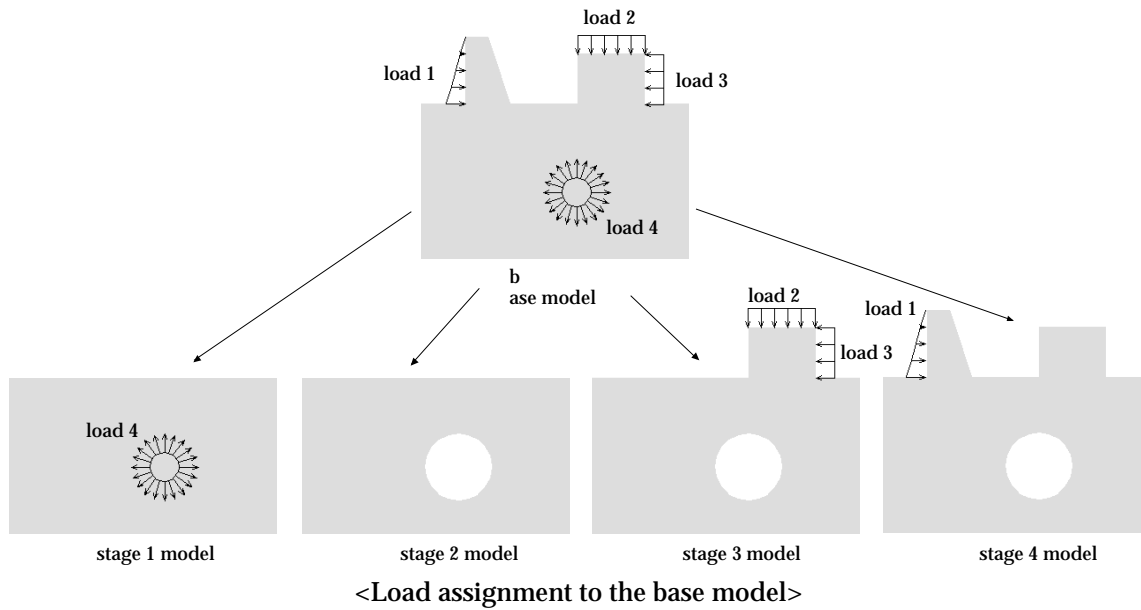 load 2
load 1
load 3
load 4
b
ase model
load 2
load 1
load 3
load 4
stage 1 model
stage 2 model
stage 3 model
stage 4 model
<Load assignment to the base model>